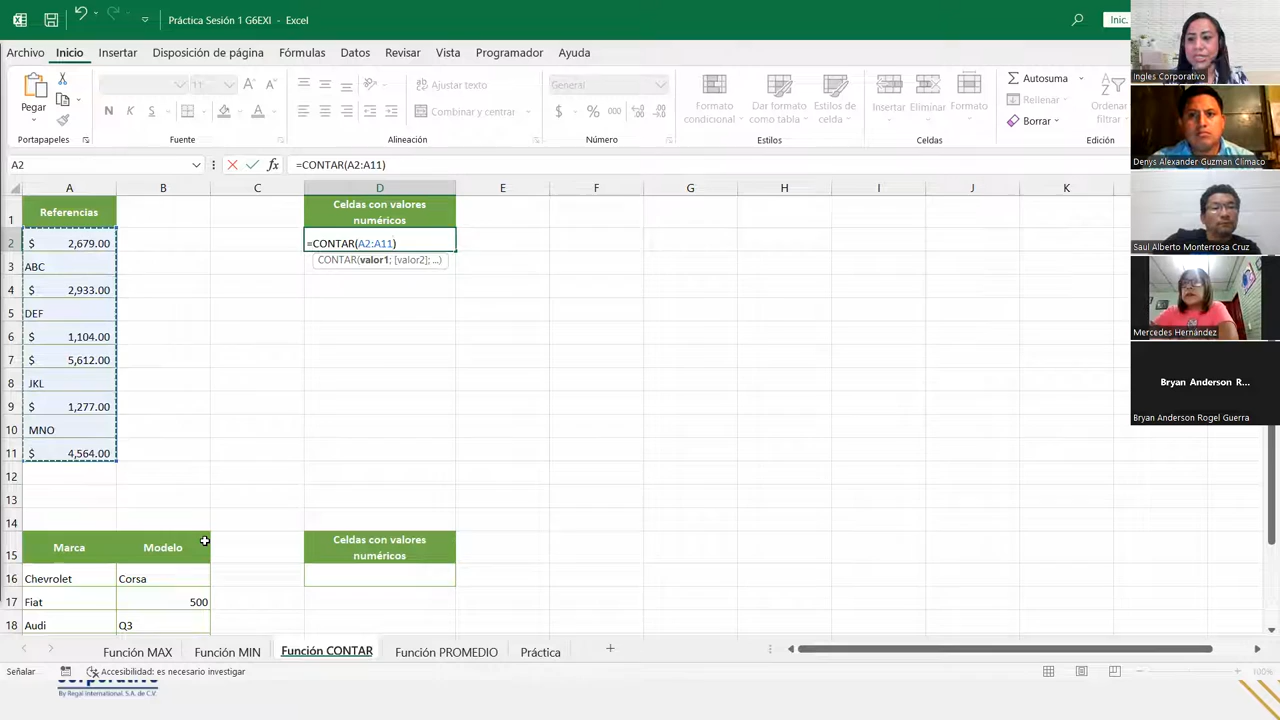 Práctica Sesión 1 G6EXI - Excel
Inic.
Archivo Inicio Insertar Disposición de página Fórmulas Datos Revisar Vista Ayuda
Pegar
N K S
Combinar y centrar
General
$ % 000
Formato condicional
Dar formato
Estilos de celda
Insertar
Eliminar
Formato
Autosuma
Rellenar
Borrar
Ordenar
Portapapeles Fuente Alineación Número Estilos Celdas Edición
A2 fx =CONTAR(A2:A11)
A B C D E F G H I J K
1 Referencias Celdas con valores numéricos
2 $ 2,679.00 =CONTAR(A2:A11)
CONTAR(valor1; [valor2]; ...)
3 ABC
4 $ 2,933.00
5 DEF
6 $ 1,104.00
7 $ 5,612.00
8 JKL
9 $ 1,277.00
10 MNO
11 $ 4,564.00
12
13
14
15 Marca Modelo Celdas con valores numéricos
16 Chevrolet Corsa
17 Fiat 500
18 Audi Q3
Función MAX Función MIN Función CONTAR Función PROMEDIO Práctica
Señalar Accesibilidad: es necesario investigar 100%
By Regal International, S.A. de C.V.
Ingles Corporativo
Denys Alexander Guzman Climaco
Saul Alberto Monterrosa Cruz
Mercedes Hernández
Bryan Anderson R...
Bryan Anderson Rogel Guerra